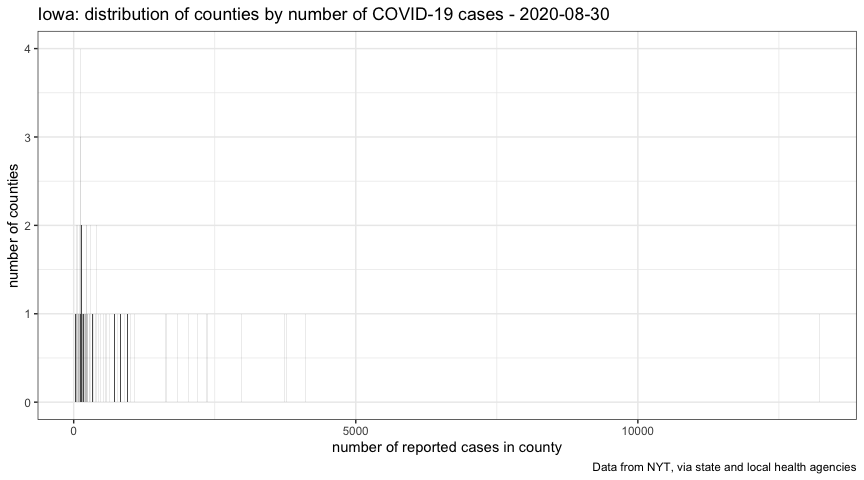 Iowa: distribution of counties by number of COVID-19 cases - 2020-08-30
4
3
2
1
0
number of counties
0 5000 10000
number of reported cases in county
Data from NYT, via state and local health agencies